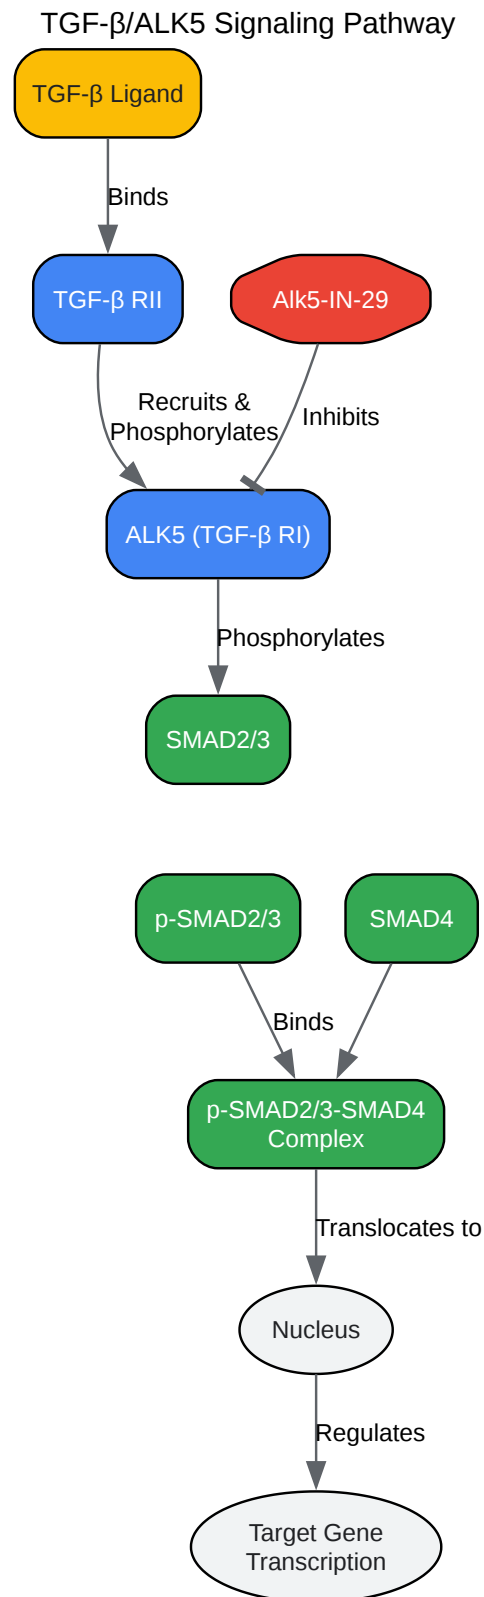 TGF-β/ALK5 Signaling Pathway
TGF-β Ligand
Binds
TGF-β RII
Alk5-IN-29
Recruits &
Phosphorylates
Inhibits
ALK5 (TGF-β RI)
Phosphorylates
SMAD2/3
p-SMAD2/3
SMAD4
Binds
p-SMAD2/3-SMAD4
Complex
Translocates to
Nucleus
Regulates
Target Gene
Transcription